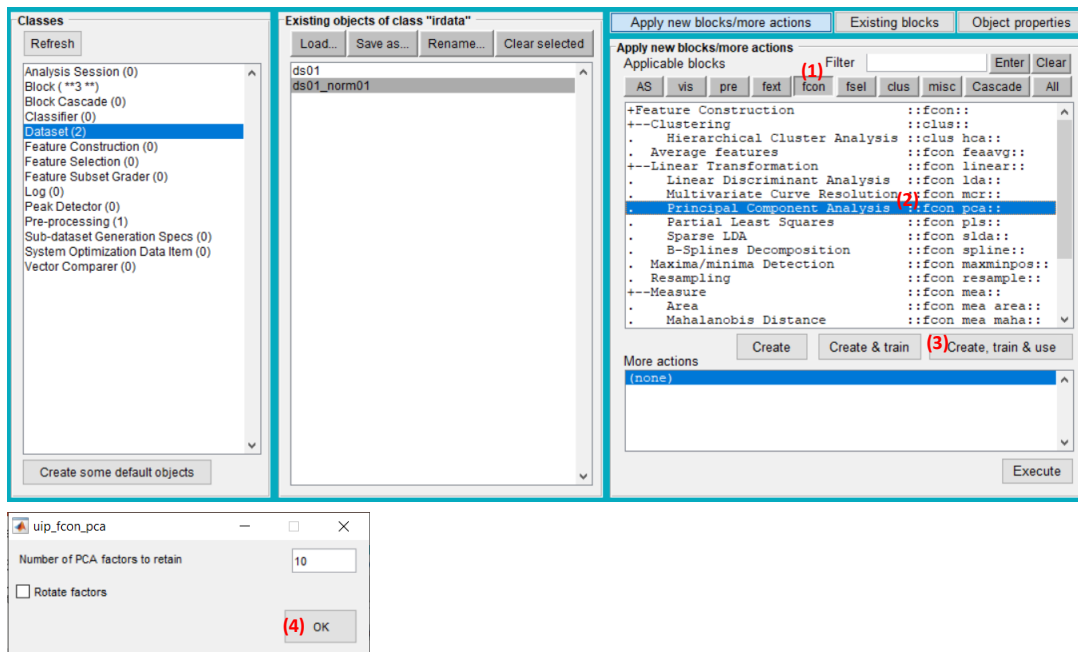 Classes
Refresh
Analysis Session (0)
Block ( **3 **)
Block Cascade (0)
Classifier (0)
Dataset (2)
Feature Construction (0)
Feature Selection (0)
Feature Subset Grader (0)
Log (0)
Peak Detector (0)
Pre-processing (1)
Sub-dataset Generation Specs (0)
System Optimization Data Item (0)
Vector Comparer (0)
Create some default objects
Existing objects of class "irdata"
Load... Save as... Rename... Clear selected
ds01
ds01_norm01
Apply new blocks/more actions Existing blocks Object properties
Apply new blocks/more actions
Applicable blocks Filter Enter Clear
(1)
AS vis pre fext fcon fsel clus misc Cascade All
+Feature Construction ::fcon::
+--Clustering ::clus::
. Hierarchical Cluster Analysis ::clus hca::
. Average features ::fcon feaavg::
+--Linear Transformation ::fcon linear::
. Linear Discriminant Analysis ::fcon lda::
. Multivariate Curve Resolution ::fcon mcr::
. Principal Component Analysis (2) ::fcon pca::
. Partial Least Squares ::fcon pls::
. Sparse LDA ::fcon slda::
. B-Splines Decomposition ::fcon spline::
. Maxima/minima Detection ::fcon maxminpos::
. Resampling ::fcon resample::
+--Measure ::fcon mea::
. Area ::fcon mea area::
. Mahalanobis Distance ::fcon mea maha::
Create Create & train (3) Create, train & use
More actions
(none)
Execute
uip_fcon_pca
Number of PCA factors to retain 10
Rotate factors
(4) OK